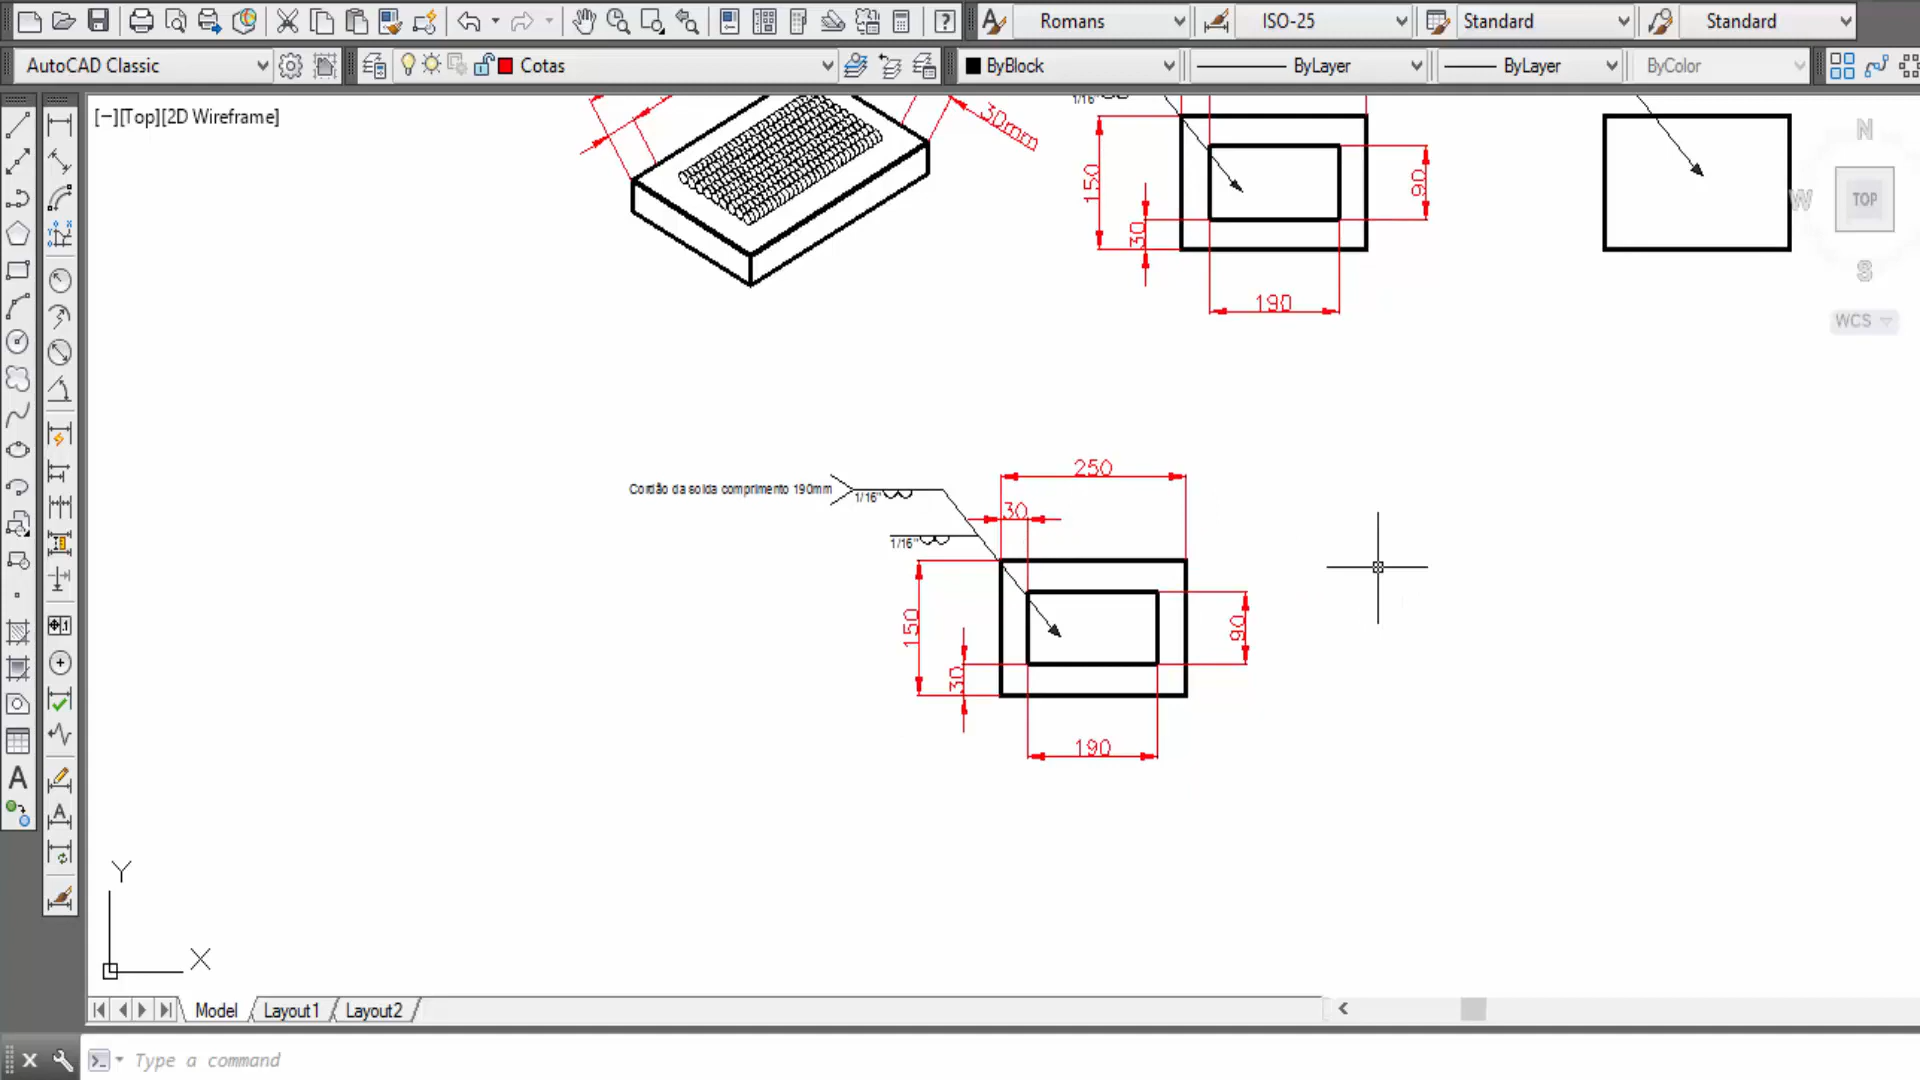 Romans
ISO-25
Standard
Standard
AutoCAD Classic
Cotas
ByBlock
ByLayer
ByLayer
ByColor
[−][Top][2D Wireframe]
30mm
1/16"
150
30
90
190
N
W
TOP
S
WCS
Cordão da solda comprimento 190mm
1/16"
1/16"
250
30
150
30
90
190
Y
X
Model
Layout1
Layout2
Type a command